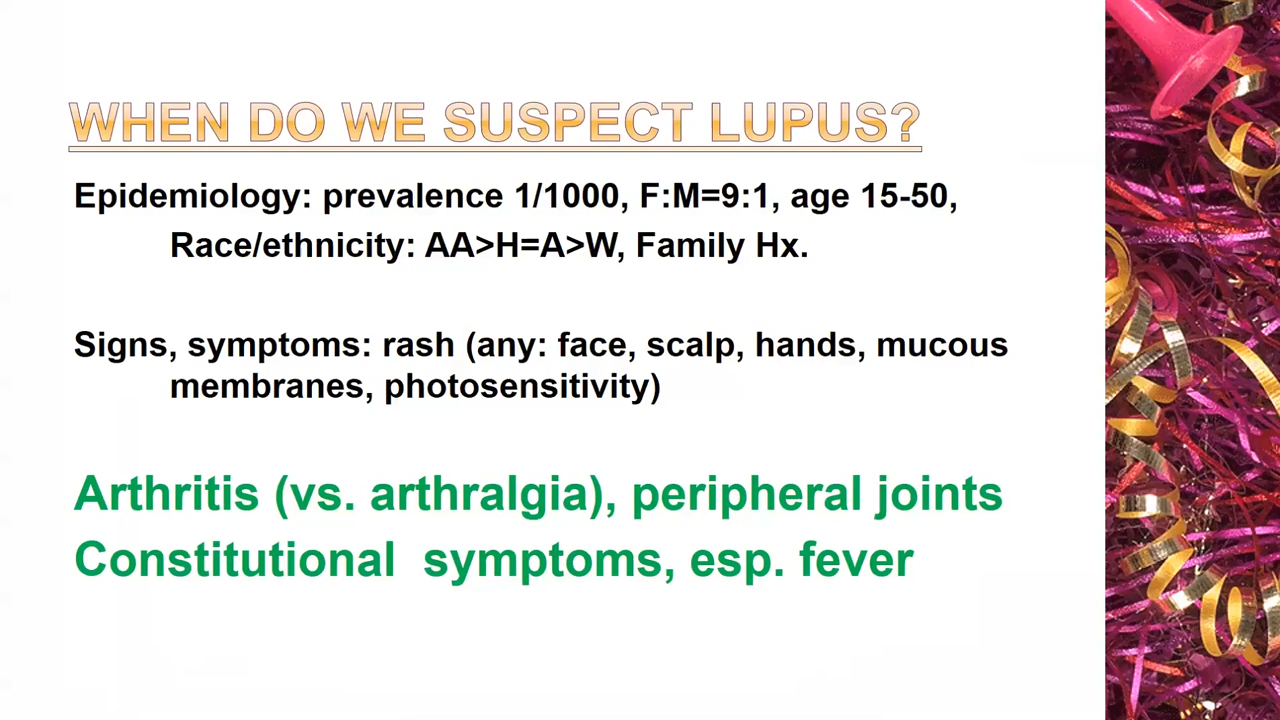 WHEN DO WE SUSPECT LUPUS?
Epidemiology: prevalence 1/1000, F:M=9:1, age 15-50,
Race/ethnicity: AA>H=A>W, Family Hx.
Signs, symptoms: rash (any: face, scalp, hands, mucous
membranes, photosensitivity)
Arthritis (vs. arthralgia), peripheral joints
Constitutional symptoms, esp. fever